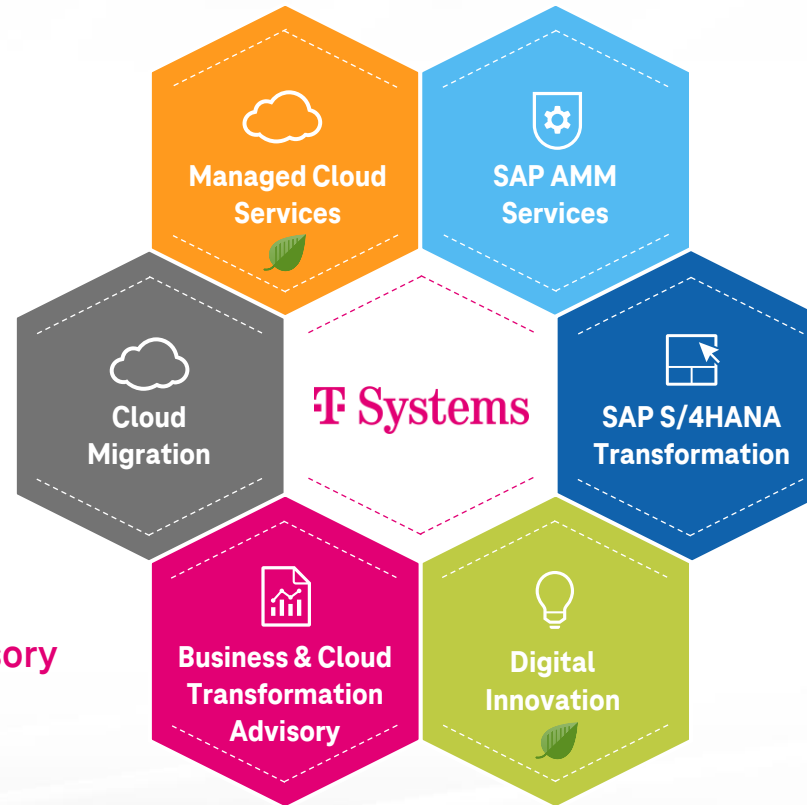 Managed Cloud
Services
SAP AMM
Services
Cloud
Migration
T Systems
SAP S/4HANA
Transformation
Business & Cloud
Transformation
Advisory
Digital
Innovation